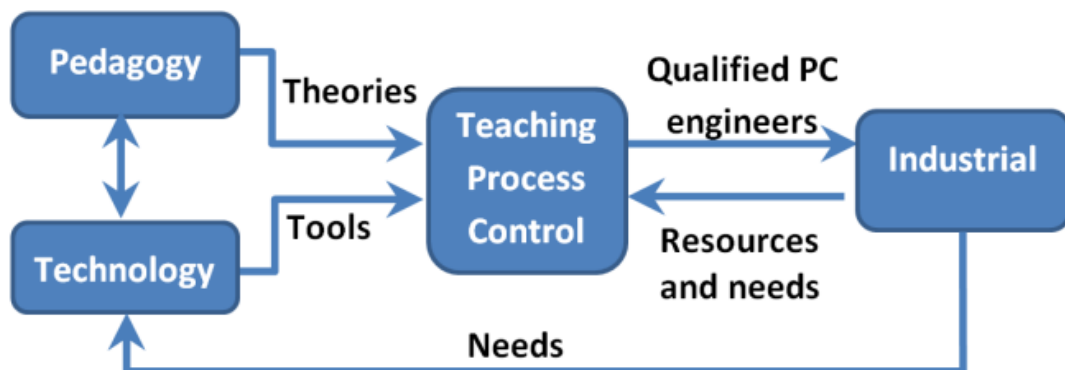 Pedagogy
Theories
Technology
Tools
Teaching
Process
Control
Qualified PC
engineers
Industrial
Resources
and needs
Needs